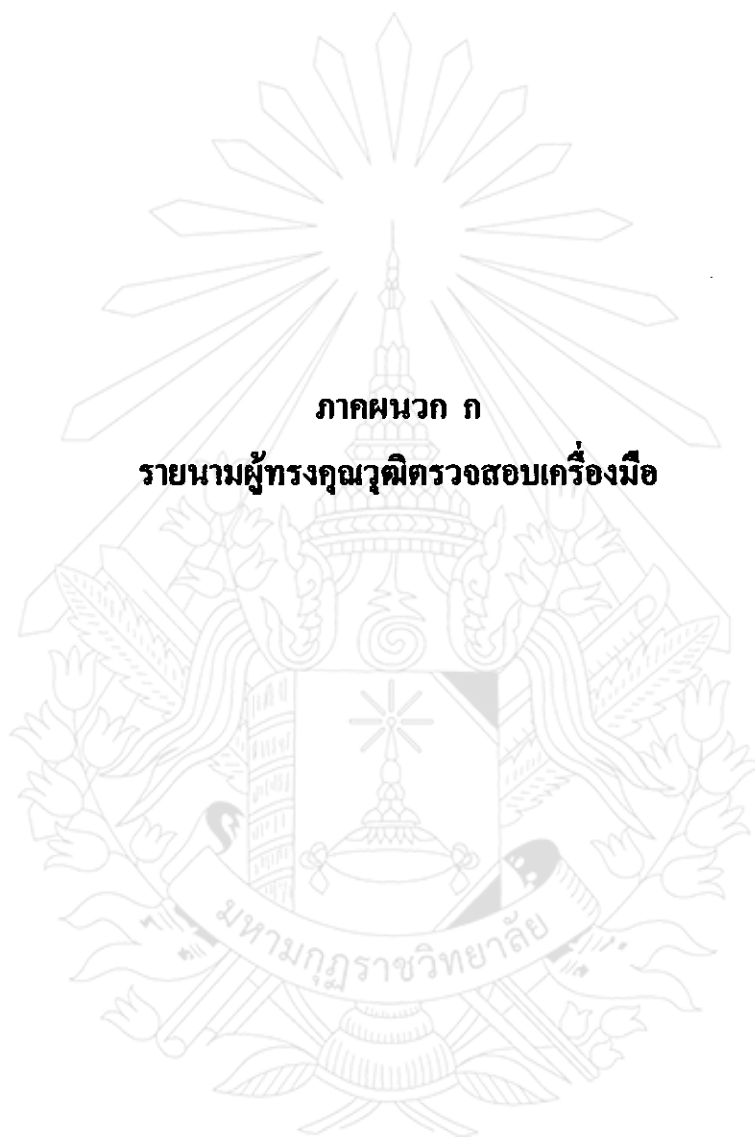 ภาคผนวก ก
รายนามผู้ทรงคุณวุฒิตรวจสอบเครื่องมือ
มหามกุฏราชวิทยาลัย